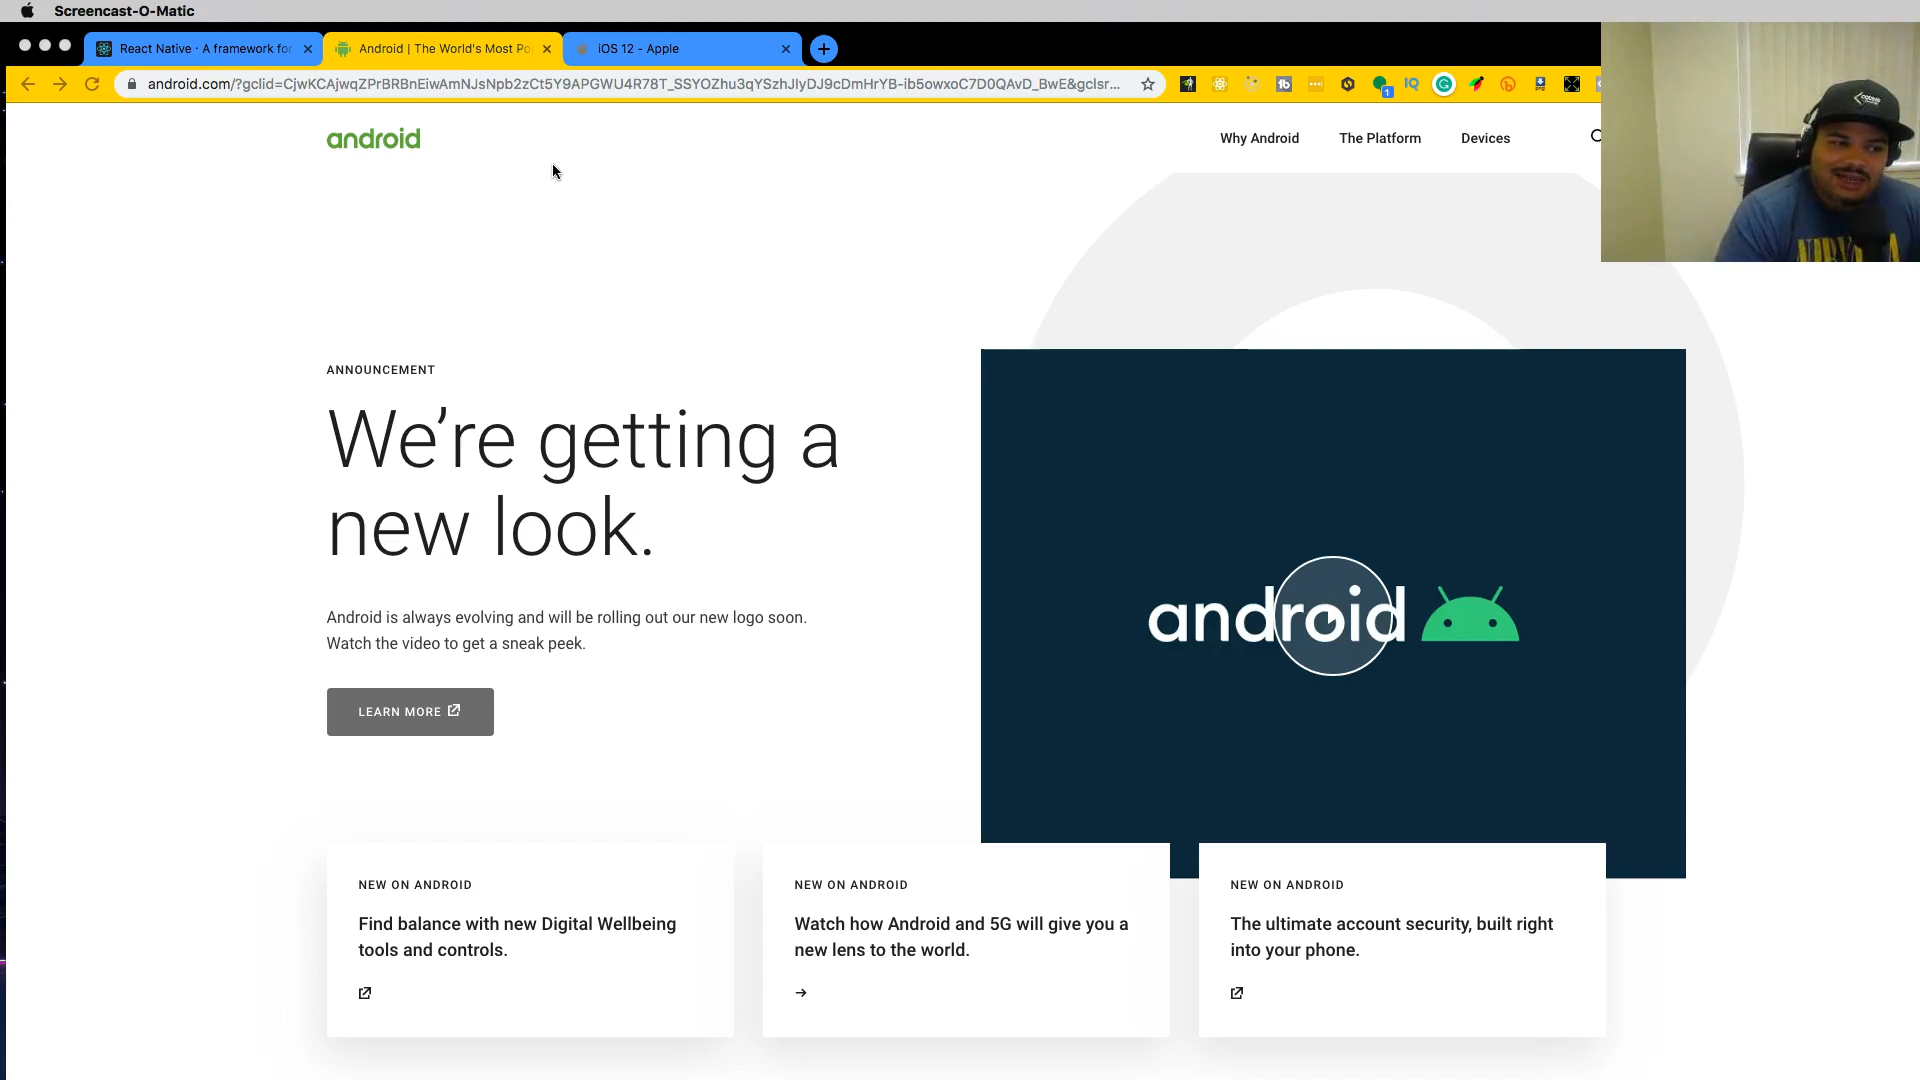 Screencast-O-Matic
React Native · A framework for
Android | The World's Most Po
iOS 12 - Apple
android.com/?gclid=CjwKCAjwqZPrBRBnEiwAmNJsNpb2zCt5Y9APGWU4R78T_SSYOZhu3qYSzhJIyDJ9cDmHrYB-ib5owxoC7D0QAvD_BwE&gclsr...
android
Why Android
The Platform
Devices
ANNOUNCEMENT
We’re getting a
new look.
Android is always evolving and will be rolling out our new logo soon.
Watch the video to get a sneak peek.
LEARN MORE
android
NEW ON ANDROID
Find balance with new Digital Wellbeing
tools and controls.
NEW ON ANDROID
Watch how Android and 5G will give you a
new lens to the world.
NEW ON ANDROID
The ultimate account security, built right
into your phone.